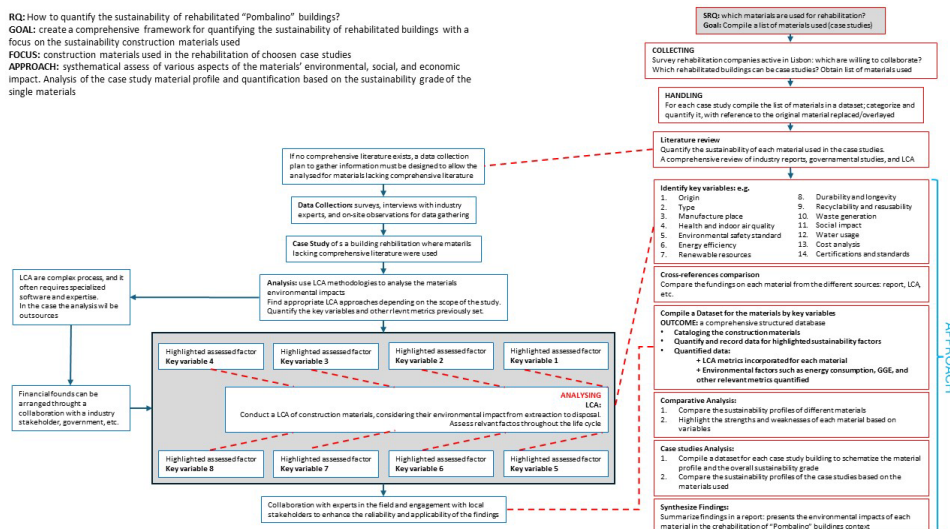 RQ: How to quantify the sustainability of rehabilitated "Pombalino" buildings?
GOAL: create a comprehensive framework for quantifying the sustainability of rehabilitated buildings with a
focus on the sustainability construction materials used
FOCUS: construction materials used in the rehabilitation of choosen case studies
APPROACH: systematical assess of various aspects of the materials' environmental, social, and economic
impact. Analysis of the case study material profile and quantification based on the sustainability grade of the
single materials
SRQ: which materials are used for rehabilitation?
Goal: Compile a list of materials used (case studies)
COLLECTING
Survey rehabilitation companies active in Lisbon: which are willing to collaborate?
Which rehabilitated buildings can be case studies? Obtain list of materials used
HANDLING
For each case study compile the list of materials in a dataset; categorize and
quantify it, with reference to the original material replaced/overlayed
Literature review
Quantify the sustainability of each material used in the case studies.
A comprehensive review of industry reports, governamental studies, and LCA
If no comprehensive literature exists, a data collection
plan to gather information must be designed to allow the
analysed for materials lacking comprehensive literature
Data Collection: surveys, interviews with industry
experts, and on-site observations for data gathering
Case Study of s a building rehbilitation where materils
lacking comprehensive literature were used
Analysis: use LCA methodologies to analyse the materials
environmental impacts
Find appropriate LCA approaches depending on the scope of the study.
Quantify the key variables and other rlevnt metrics previously set.
LCA are complex process, and it
often requires specialized
software and expertise.
In the case the analysis will be
outsources
Financial founds can be
arranged throught a
collaboration with a industry
stakeholder, government, etc.
Highlighted assessed factor
Key variable 4
Highlighted assessed factor
Key variable 3
Highlighted assessed factor
Key variable 2
Highlighted assessed factor
Key variable 1
ANALYSING
LCA:
Conduct a LCA of construction materials, considering their environmental impact from extreaction to disposal.
Assess relvant factors throughout the life cycle
Highlighted assessed factor
Key variable 8
Highlighted assessed factor
Key variable 7
Highlighted assessed factor
Key variable 6
Highlighted assessed factor
Key variable 5
Collaboration with experts in the field and engagement with local
stakeholders to enhance the reliability and applicability of the findings
Identify key variables: e.g.
1. Origin
2. Type
3. Manufacture place
4. Health and indoor air quality
5. Environmental safety standard
6. Energy efficiency
7. Renewable resources
8. Durability and longevity
9. Recyclability and resusability
10. Waste generation
11. Social impact
12. Water usage
13. Cost analysis
14. Certifications and standards
Cross-references comparison
Compare the fundings on each material from the different sources: report, LCA,
etc.
Compile a Dataset for the materials by key variables
OUTCOME: a comprehensive structured database
• Cataloging the construction materials
• Quantify and record data for highlighted sustainability factors
• Quantified data:
+ LCA metrics incorporated for each material
+ Environmental factors such as energy consumption, GGE, and
other relevant metrics quantified
Comparative Analysis:
1. Compare the sustainability profiles of different materials
2. Highlight the strengths and weaknesses of each material based on
variables
Case studies Analysis:
1. Compile a dataset for each case study building to schematize the material
profile and the overall sustainability grade
2. Compare the sustainability profiles of the case studies based on the
materials used
Synthesize Findings:
Summarize findings in a report: presents the environmental impacts of each
material in the crehabilitation of "Pombalino" buildings context
APPROACH